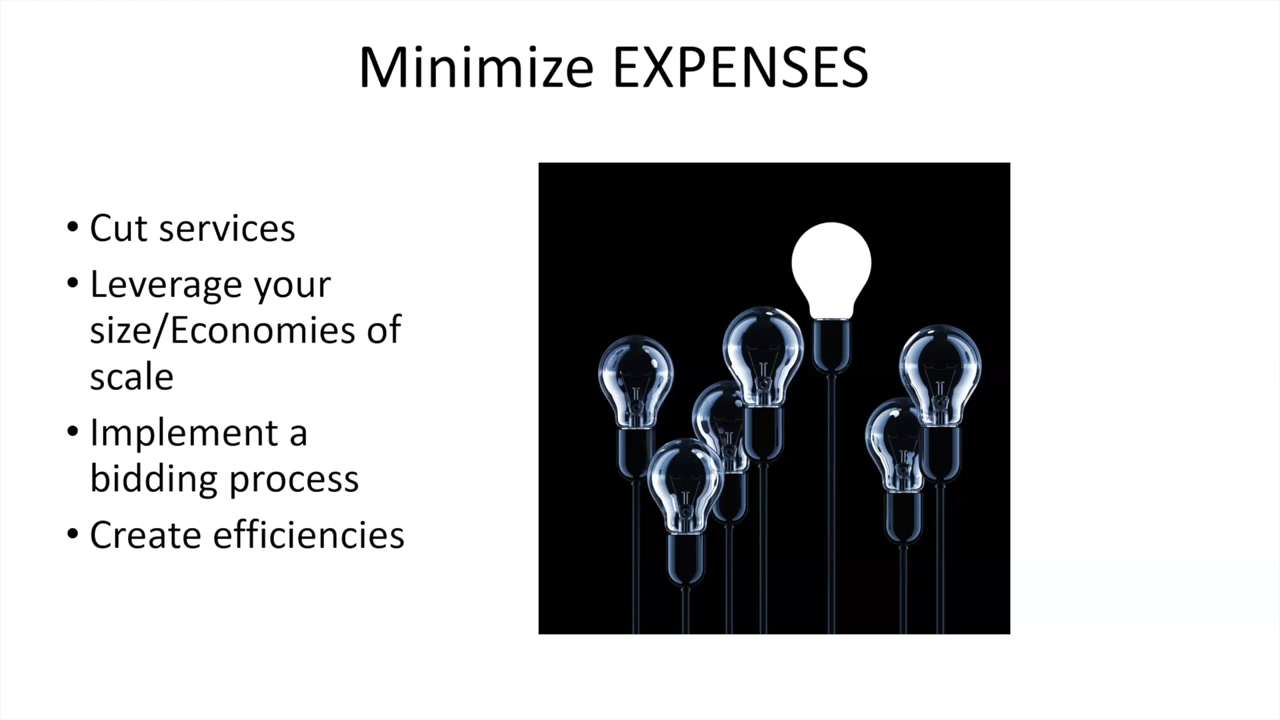 Minimize EXPENSES
• Cut services
• Leverage your
size/Economies of
scale
• Implement a
bidding process
• Create efficiencies